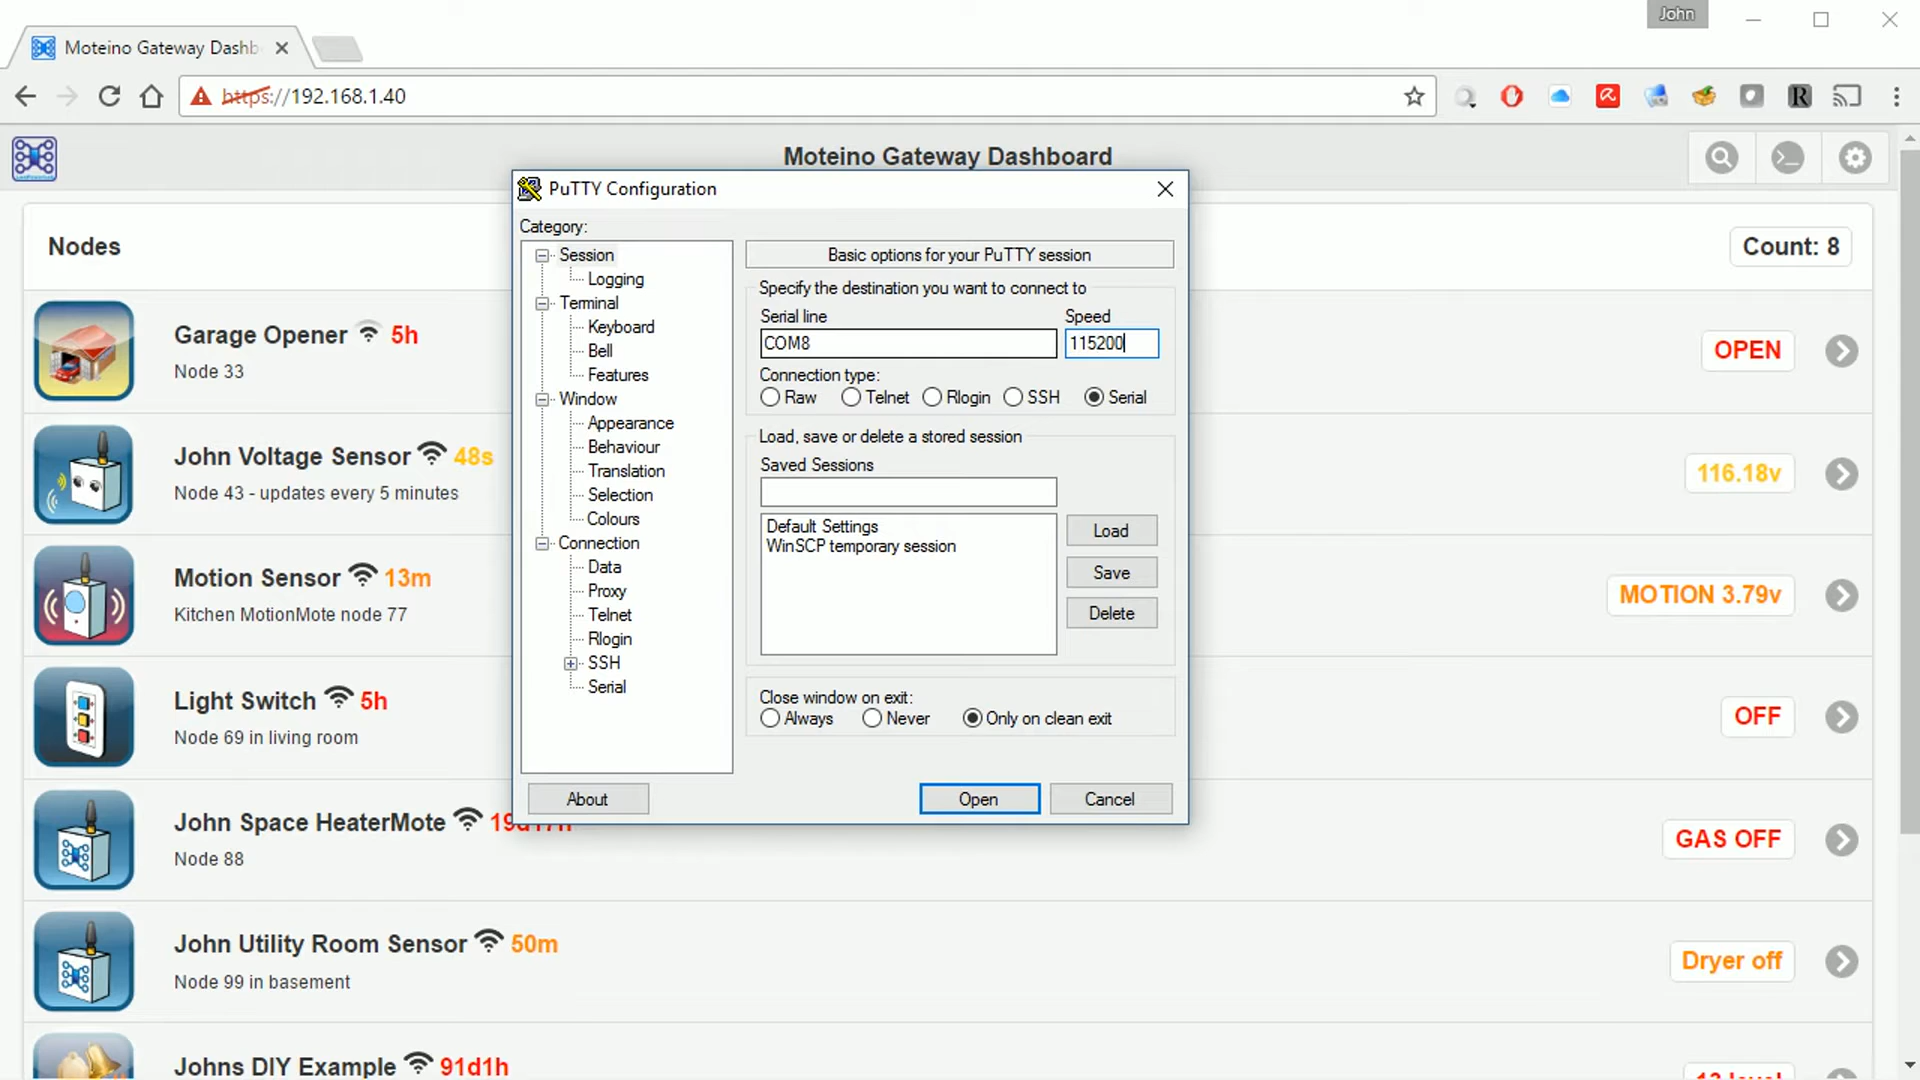 John
Moteino Gateway Dashb
https://192.168.1.40
Moteino Gateway Dashboard
Nodes
Count: 8
Garage Opener 5h
Node 33
OPEN
John Voltage Sensor 48s
Node 43 - updates every 5 minutes
116.18v
Motion Sensor 13m
Kitchen MotionMote node 77
MOTION 3.79v
Light Switch 5h
Node 69 in living room
OFF
John Space HeaterMote 19d17h
Node 88
GAS OFF
John Utility Room Sensor 50m
Node 99 in basement
Dryer off
Johns DIY Example 91d1h
PuTTY Configuration
Category:
Session
Logging
Terminal
Keyboard
Bell
Features
Window
Appearance
Behaviour
Translation
Selection
Colours
Connection
Data
Proxy
Telnet
Rlogin
SSH
Serial
Basic options for your PuTTY session
Specify the destination you want to connect to
Serial line Speed
COM8 115200
Connection type:
Raw Telnet Rlogin SSH Serial
Load, save or delete a stored session
Saved Sessions
Default Settings
WinSCP temporary session
Load
Save
Delete
Close window on exit:
Always Never Only on clean exit
About Open Cancel